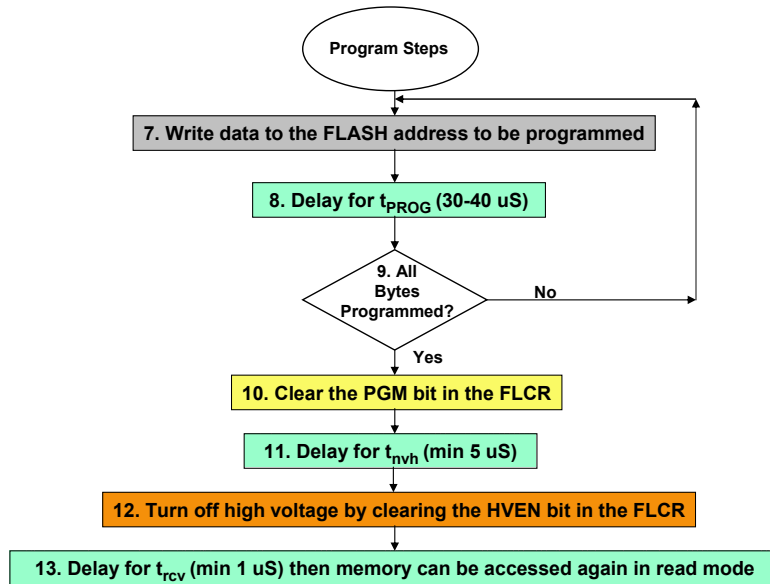 Program Steps
7. Write data to the FLASH address to be programmed
8. Delay for tPROG (30-40 uS)
9. All
Bytes
Programmed?
No
Yes
10. Clear the PGM bit in the FLCR
11. Delay for tnvh (min 5 uS)
12. Turn off high voltage by clearing the HVEN bit in the FLCR
13. Delay for trcv (min 1 uS) then memory can be accessed again in read mode